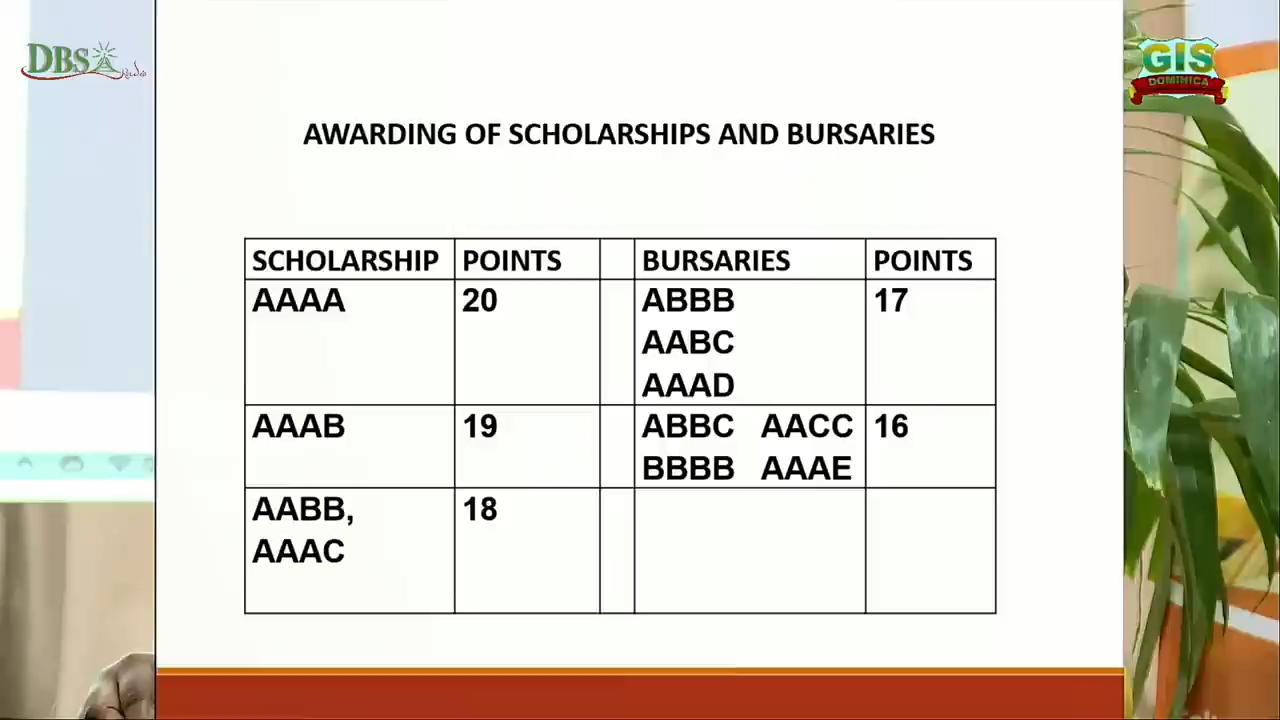 DBS
Radio
GIS
DOMINICA
AWARDING OF SCHOLARSHIPS AND BURSARIES
SCHOLARSHIP POINTS BURSARIES POINTS
AAAA 20 ABBB 17
AABC
AAAD
AAAB 19 ABBC AACC 16
BBBB AAAE
AABB, 18
AAAC